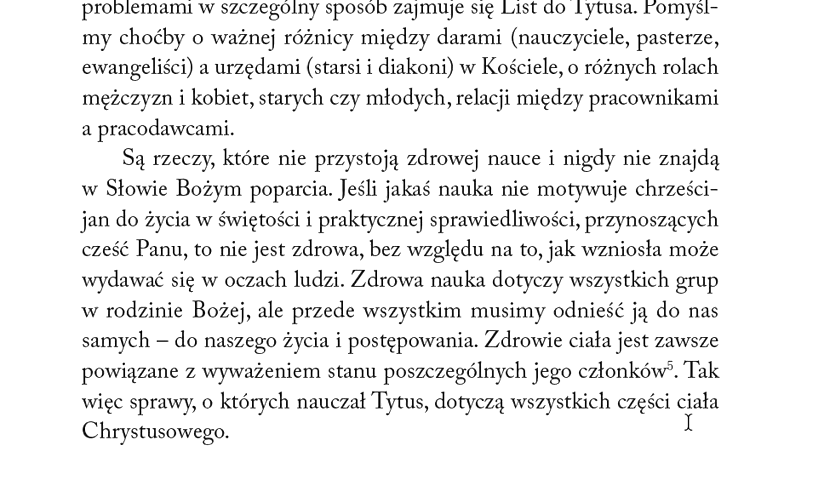 problemami w szczególny sposób zajmuje się List do Tytusa. Pomyśl-
my choćby o ważnej różnicy między darami (nauczyciele, pasterze,
ewangeliści) a urzędami (starsi i diakoni) w Kościele, o różnych rolach
mężczyzn i kobiet, starych czy młodych, relacji między pracownikami
a pracodawcami.
Są rzeczy, które nie przystoją zdrowej nauce i nigdy nie znajdą
w Słowie Bożym poparcia. Jeśli jakaś nauka nie motywuje chrześci-
jan do życia w świętości i praktycznej sprawiedliwości, przynoszących
cześć Panu, to nie jest zdrowa, bez względu na to, jak wzniosła może
wydawać się w oczach ludzi. Zdrowa nauka dotyczy wszystkich grup
w rodzinie Bożej, ale przede wszystkim musimy odnieść ją do nas
samych – do naszego życia i postępowania. Zdrowie ciała jest zawsze
powiązane z wyważeniem stanu poszczególnych jego członków⁵. Tak
więc sprawy, o których nauczał Tytus, dotyczą wszystkich części ciała
Chrystusowego.